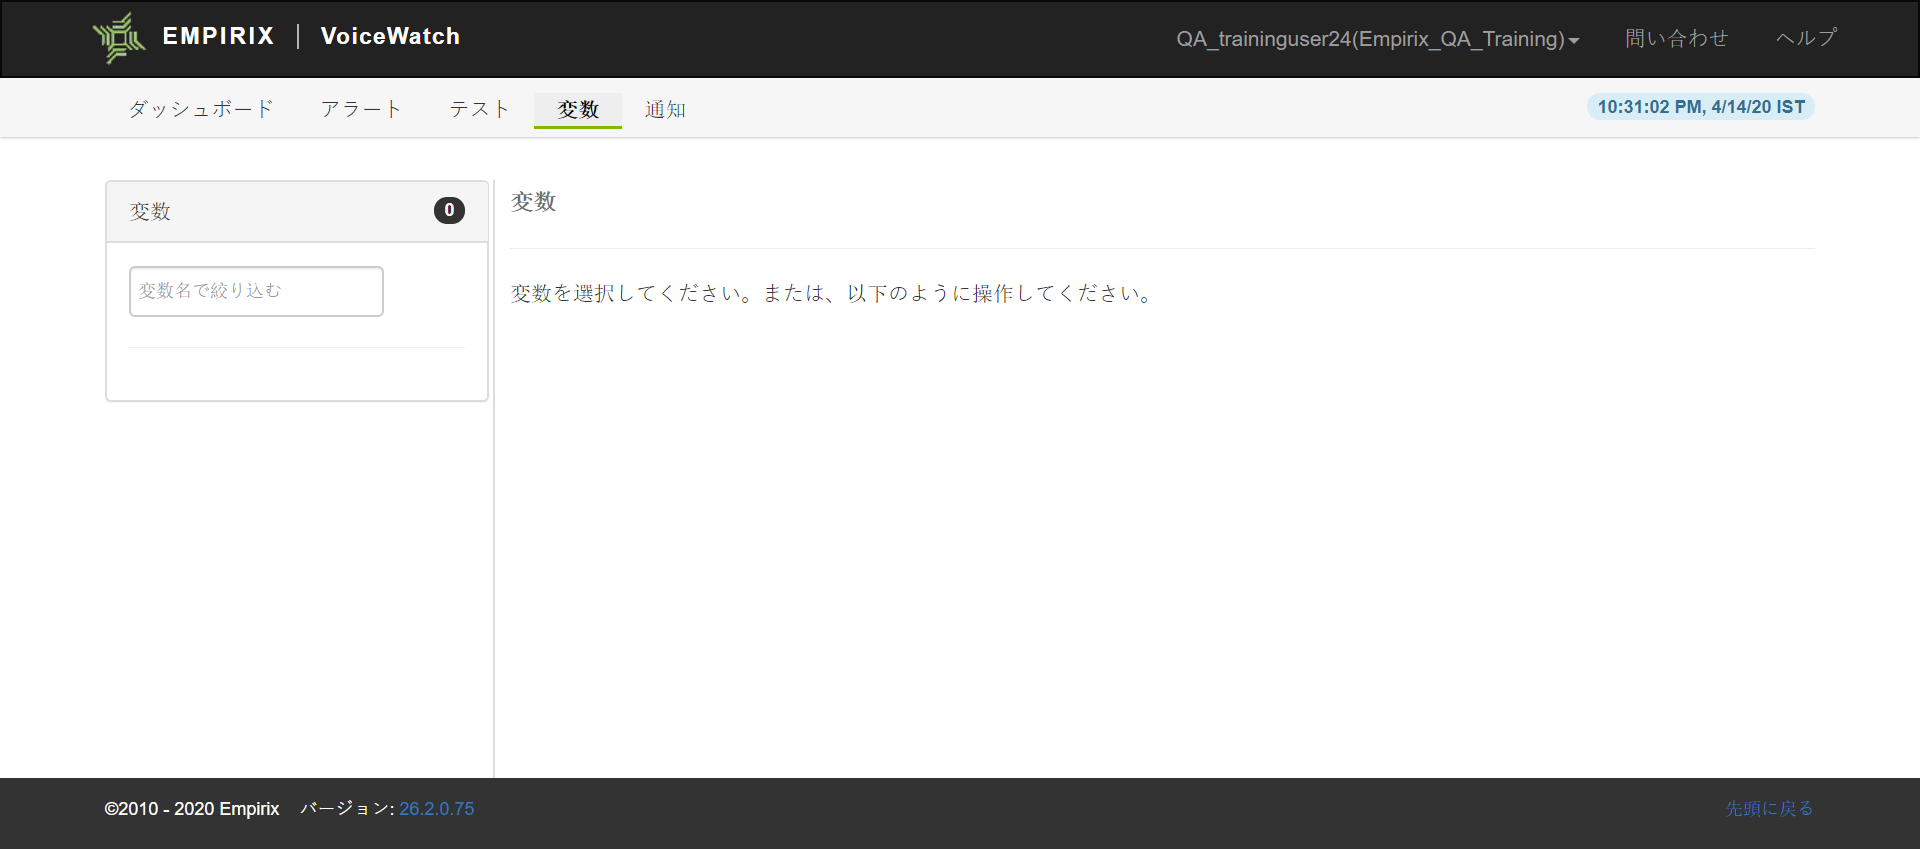 EMPIRIX | VoiceWatch
QA_traininguser24(Empirix_QA_Training)
問い合わせ
ヘルプ
ダッシュボード
アラート
テスト
変数
通知
10:31:02 PM, 4/14/20 IST
変数
0
変数名で絞り込む
変数
変数を選択してください。または、以下のように操作してください。
©2010 - 2020 Empirix バージョン: 26.2.0.75
先頭に戻る